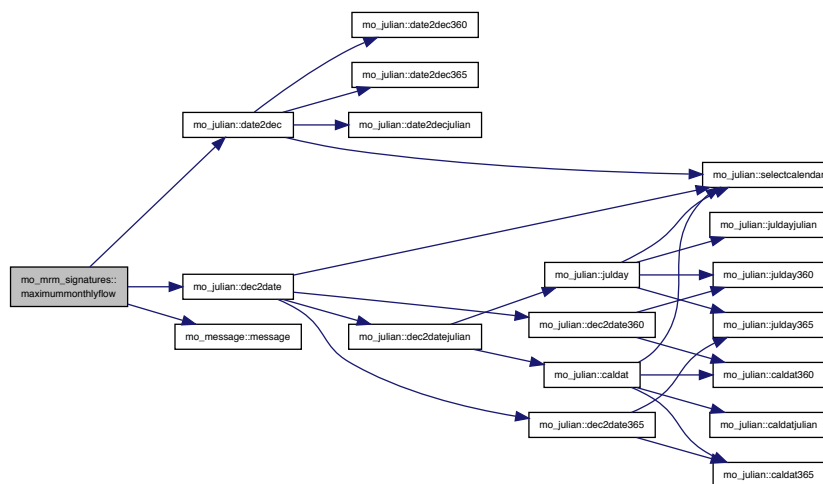 mo_julian::date2dec360
mo_julian::date2dec365
mo_julian::date2dec
mo_julian::date2decjulian
mo_julian::selectcalendar
mo_julian::juldayjulian
mo_mrm_signatures::
maximummonthlyflow
mo_julian::dec2date
mo_julian::julday
mo_julian::julday360
mo_message::message
mo_julian::dec2datejulian
mo_julian::dec2date360
mo_julian::julday365
mo_julian::caldat
mo_julian::caldat360
mo_julian::dec2date365
mo_julian::caldatjulian
mo_julian::caldat365